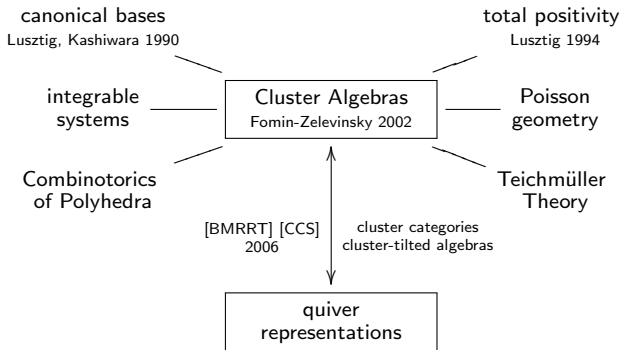 canonical bases
Lusztig, Kashiwara 1990
total positivity
Lusztig 1994
integrable
systems
Cluster Algebras
Fomin-Zelevinsky 2002
Poisson
geometry
Combinotorics
of Polyhedra
Teichmüller
Theory
[BMRRT] [CCS]
2006
cluster categories
cluster-tilted algebras
quiver
representations